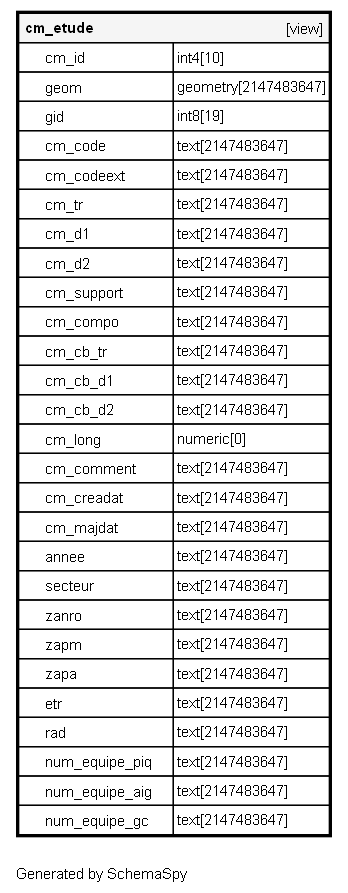 cm_etude [view]
cm_id int4[10]
geom geometry[2147483647]
gid int8[19]
cm_code text[2147483647]
cm_codeext text[2147483647]
cm_tr text[2147483647]
cm_d1 text[2147483647]
cm_d2 text[2147483647]
cm_support text[2147483647]
cm_compo text[2147483647]
cm_cb_tr text[2147483647]
cm_cb_d1 text[2147483647]
cm_cb_d2 text[2147483647]
cm_long numeric[0]
cm_comment text[2147483647]
cm_creadat text[2147483647]
cm_majdat text[2147483647]
annee text[2147483647]
secteur text[2147483647]
zanro text[2147483647]
zapm text[2147483647]
zapa text[2147483647]
etr text[2147483647]
rad text[2147483647]
num_equipe_piq text[2147483647]
num_equipe_aig text[2147483647]
num_equipe_gc text[2147483647]
Generated by SchemaSpy